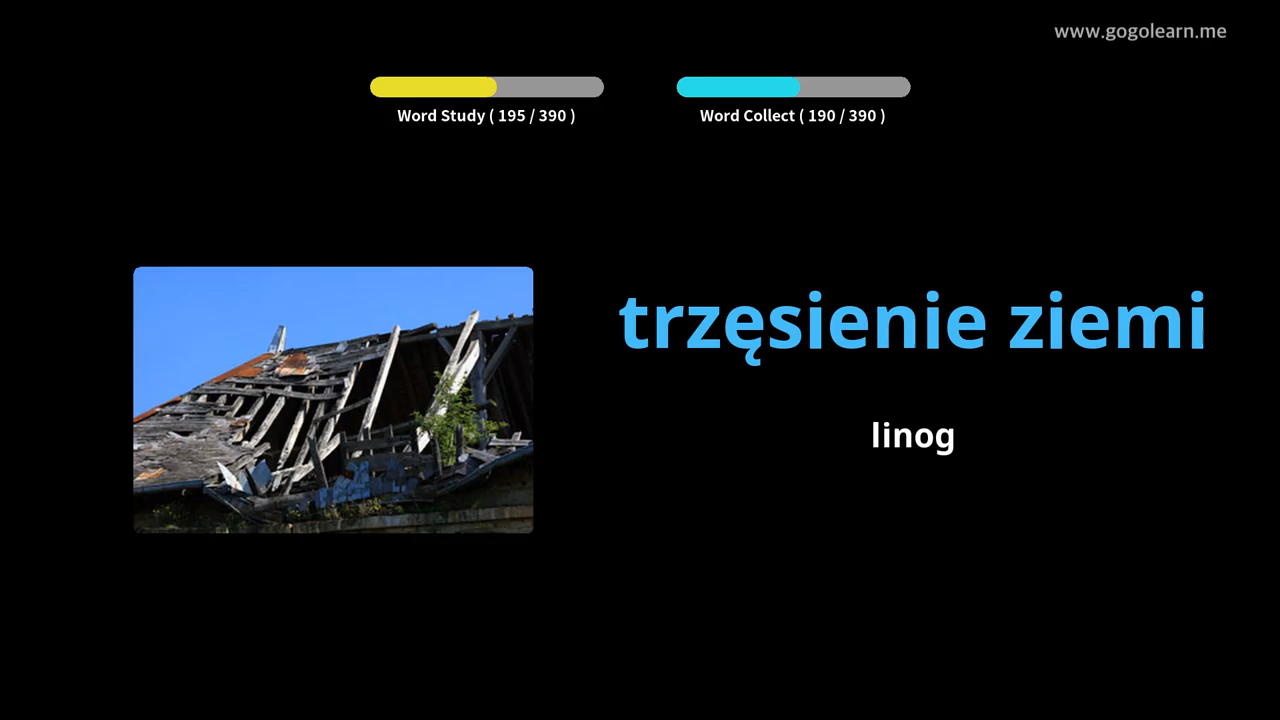 www.gogolearn.me
Word Study ( 195 / 390 )
Word Collect ( 190 / 390 )
trzęsienie ziemi
linog